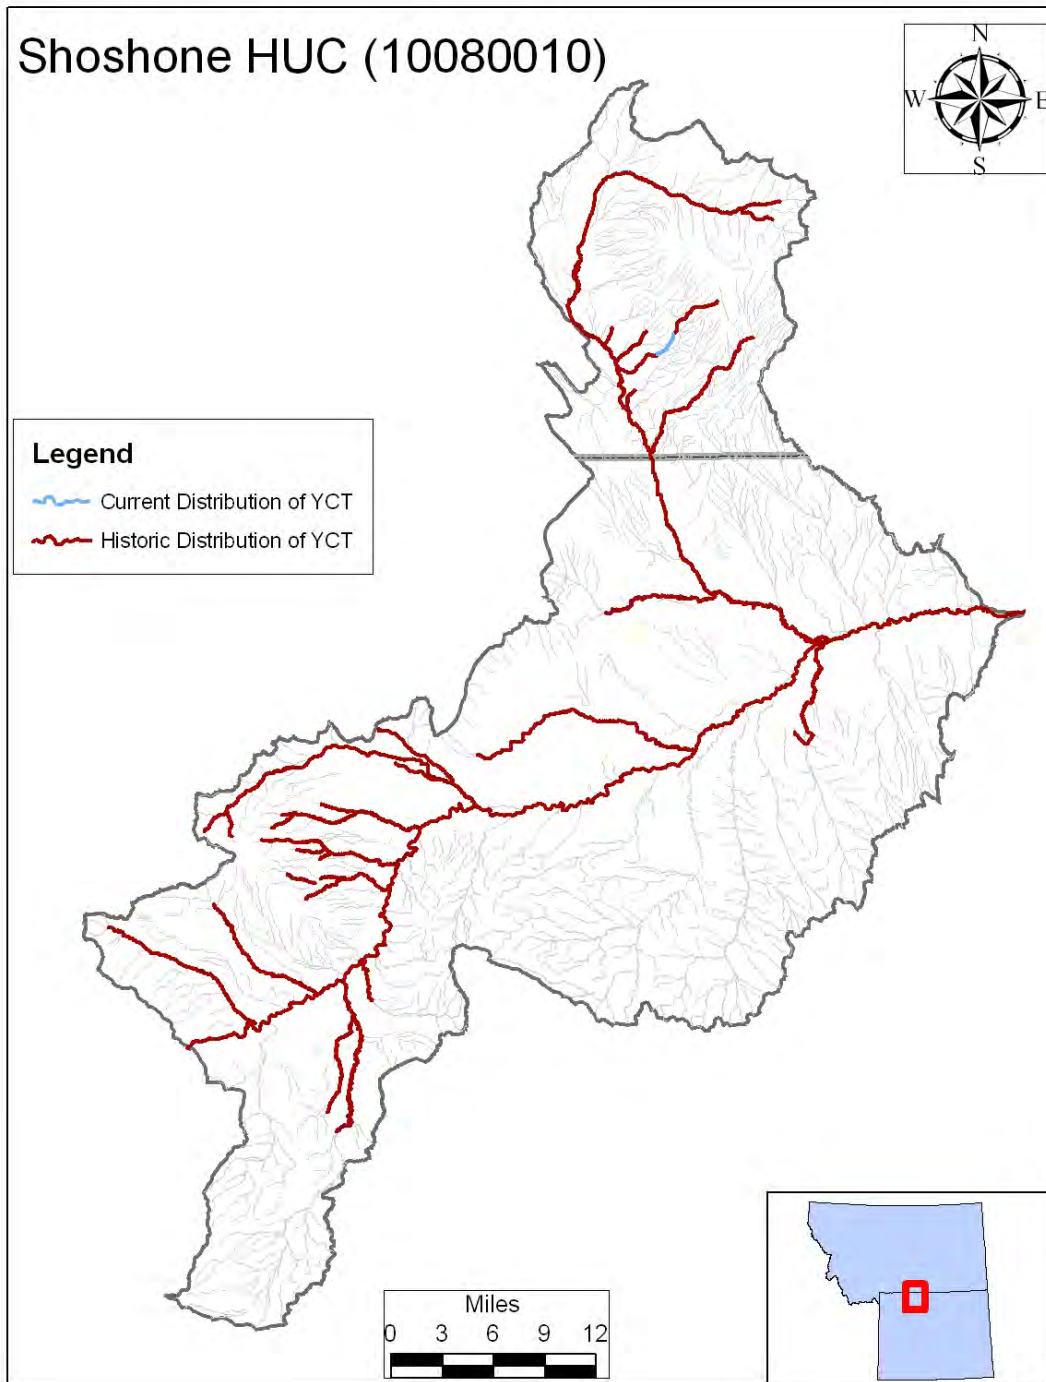 Shoshone HUC (10080010)
N
W E
S
Legend
Current Distribution of YCT
Historic Distribution of YCT
Miles
0 3 6 9 12